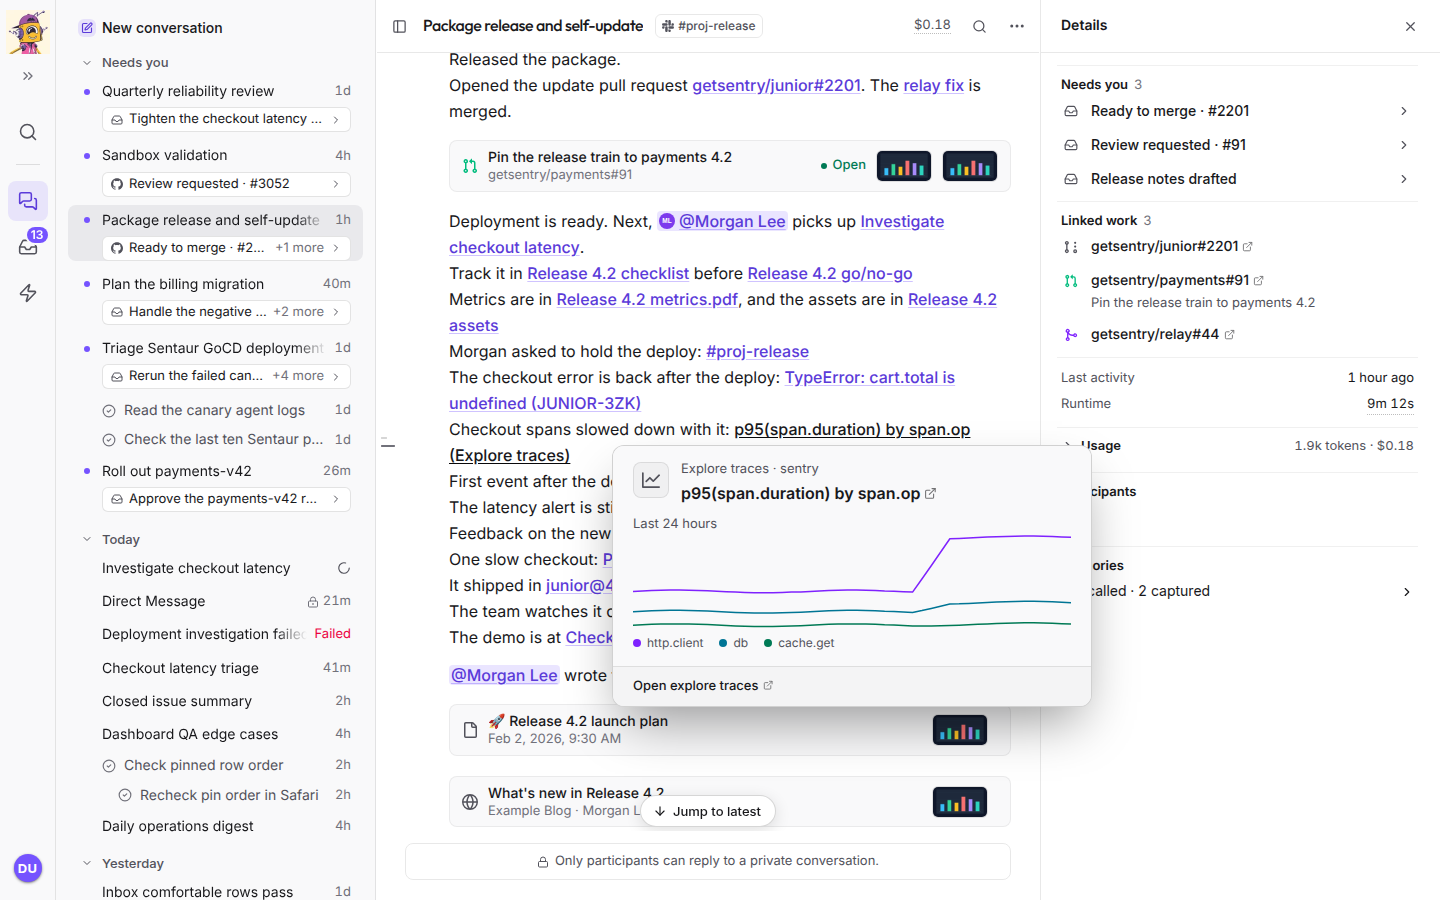 New conversation
Needs you
Quarterly reliability review 1d
Tighten the checkout latency ...
Sandbox validation 4h
Review requested · #3052
Package release and self-update 1h
Ready to merge · #2... +1 more
13
Plan the billing migration 40m
Handle the negative ... +2 more
Triage Sentaur GoCD deployment 1d
Rerun the failed can... +4 more
Read the canary agent logs 1d
Check the last ten Sentaur p... 1d
Roll out payments-v42 26m
Approve the payments-v42 r...
Today
Investigate checkout latency
Direct Message 21m
Deployment investigation failed Failed
Checkout latency triage 41m
Closed issue summary 2h
Dashboard QA edge cases 4h
Check pinned row order 2h
Recheck pin order in Safari 2h
Daily operations digest 4h
Yesterday
Inbox comfortable rows pass 1d
DU
Package release and self-update #proj-release $0.18
Released the package.
Opened the update pull request getsentry/junior#2201. The relay fix is
merged.
Pin the release train to payments 4.2
getsentry/payments#91
Open
Deployment is ready. Next, ML @Morgan Lee picks up Investigate
checkout latency.
Track it in Release 4.2 checklist before Release 4.2 go/no-go
Metrics are in Release 4.2 metrics.pdf, and the assets are in Release 4.2
assets
Morgan asked to hold the deploy: #proj-release
The checkout error is back after the deploy: TypeError: cart.total is
undefined (JUNIOR-3ZK)
Checkout spans slowed down with it: p95(span.duration) by span.op
(Explore traces)
First event after the d
The latency alert is sti
Feedback on the new
One slow checkout: P
It shipped in junior@4
The team watches it
The demo is at Check
@Morgan Lee wrote
Explore traces · sentry
p95(span.duration) by span.op
Last 24 hours
http.client db cache.get
Open explore traces
🚀 Release 4.2 launch plan
Feb 2, 2026, 9:30 AM
What's new in Release 4.2
Example Blog · Morgan L
Jump to latest
Only participants can reply to a private conversation.
Details
Needs you 3
Ready to merge · #2201
Review requested · #91
Release notes drafted
Linked work 3
getsentry/junior#2201
getsentry/payments#91
Pin the release train to payments 4.2
getsentry/relay#44
Last activity 1 hour ago
Runtime 9m 12s
Usage 1.9k tokens · $0.18
cipants
ories
called · 2 captured